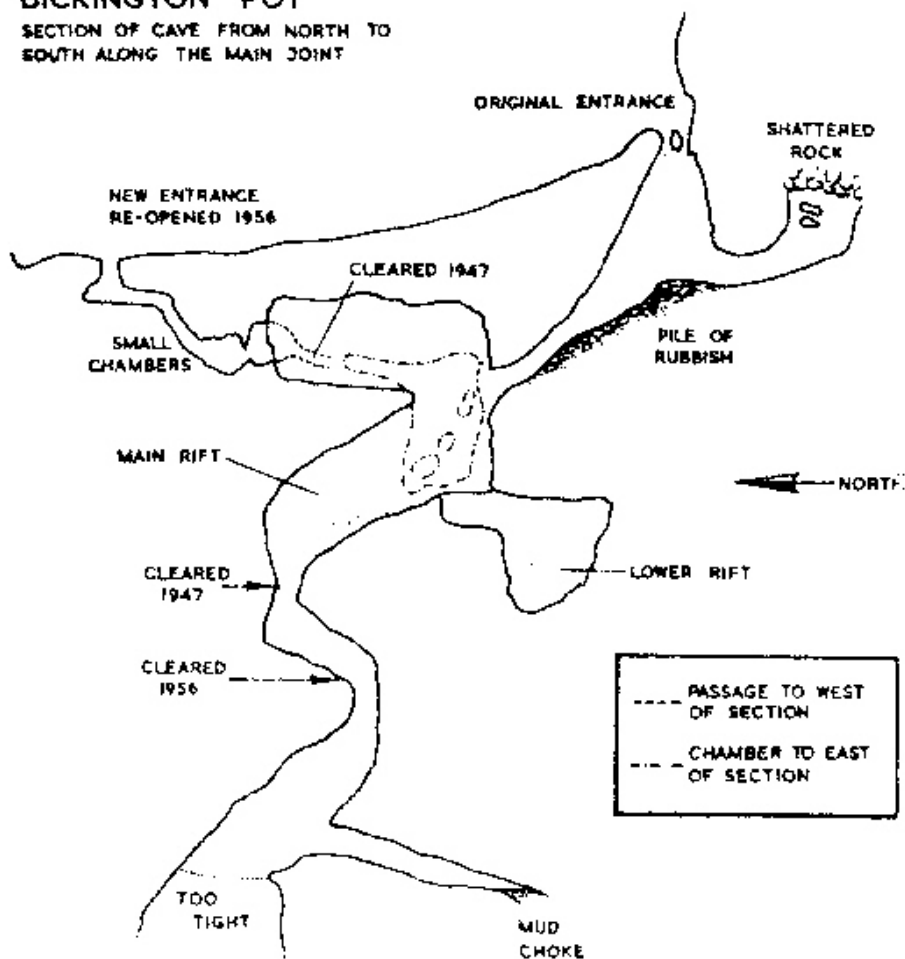 BICKINGTON POT
SECTION OF CAVE FROM NORTH TO
SOUTH ALONG THE MAIN JOINT
ORIGINAL ENTRANCE
SHATTERED
ROCK
NEW ENTRANCE
RE-OPENED 1956
CLEARED 1947
SMALL
CHAMBERS
PILE OF
RUBBISH
MAIN RIFT
NORTH
CLEARED
1947
LOWER RIFT
CLEARED
1956
PASSAGE TO WEST
OF SECTION
CHAMBER TO EAST
OF SECTION
TOO
TIGHT
MUD
CHOKE